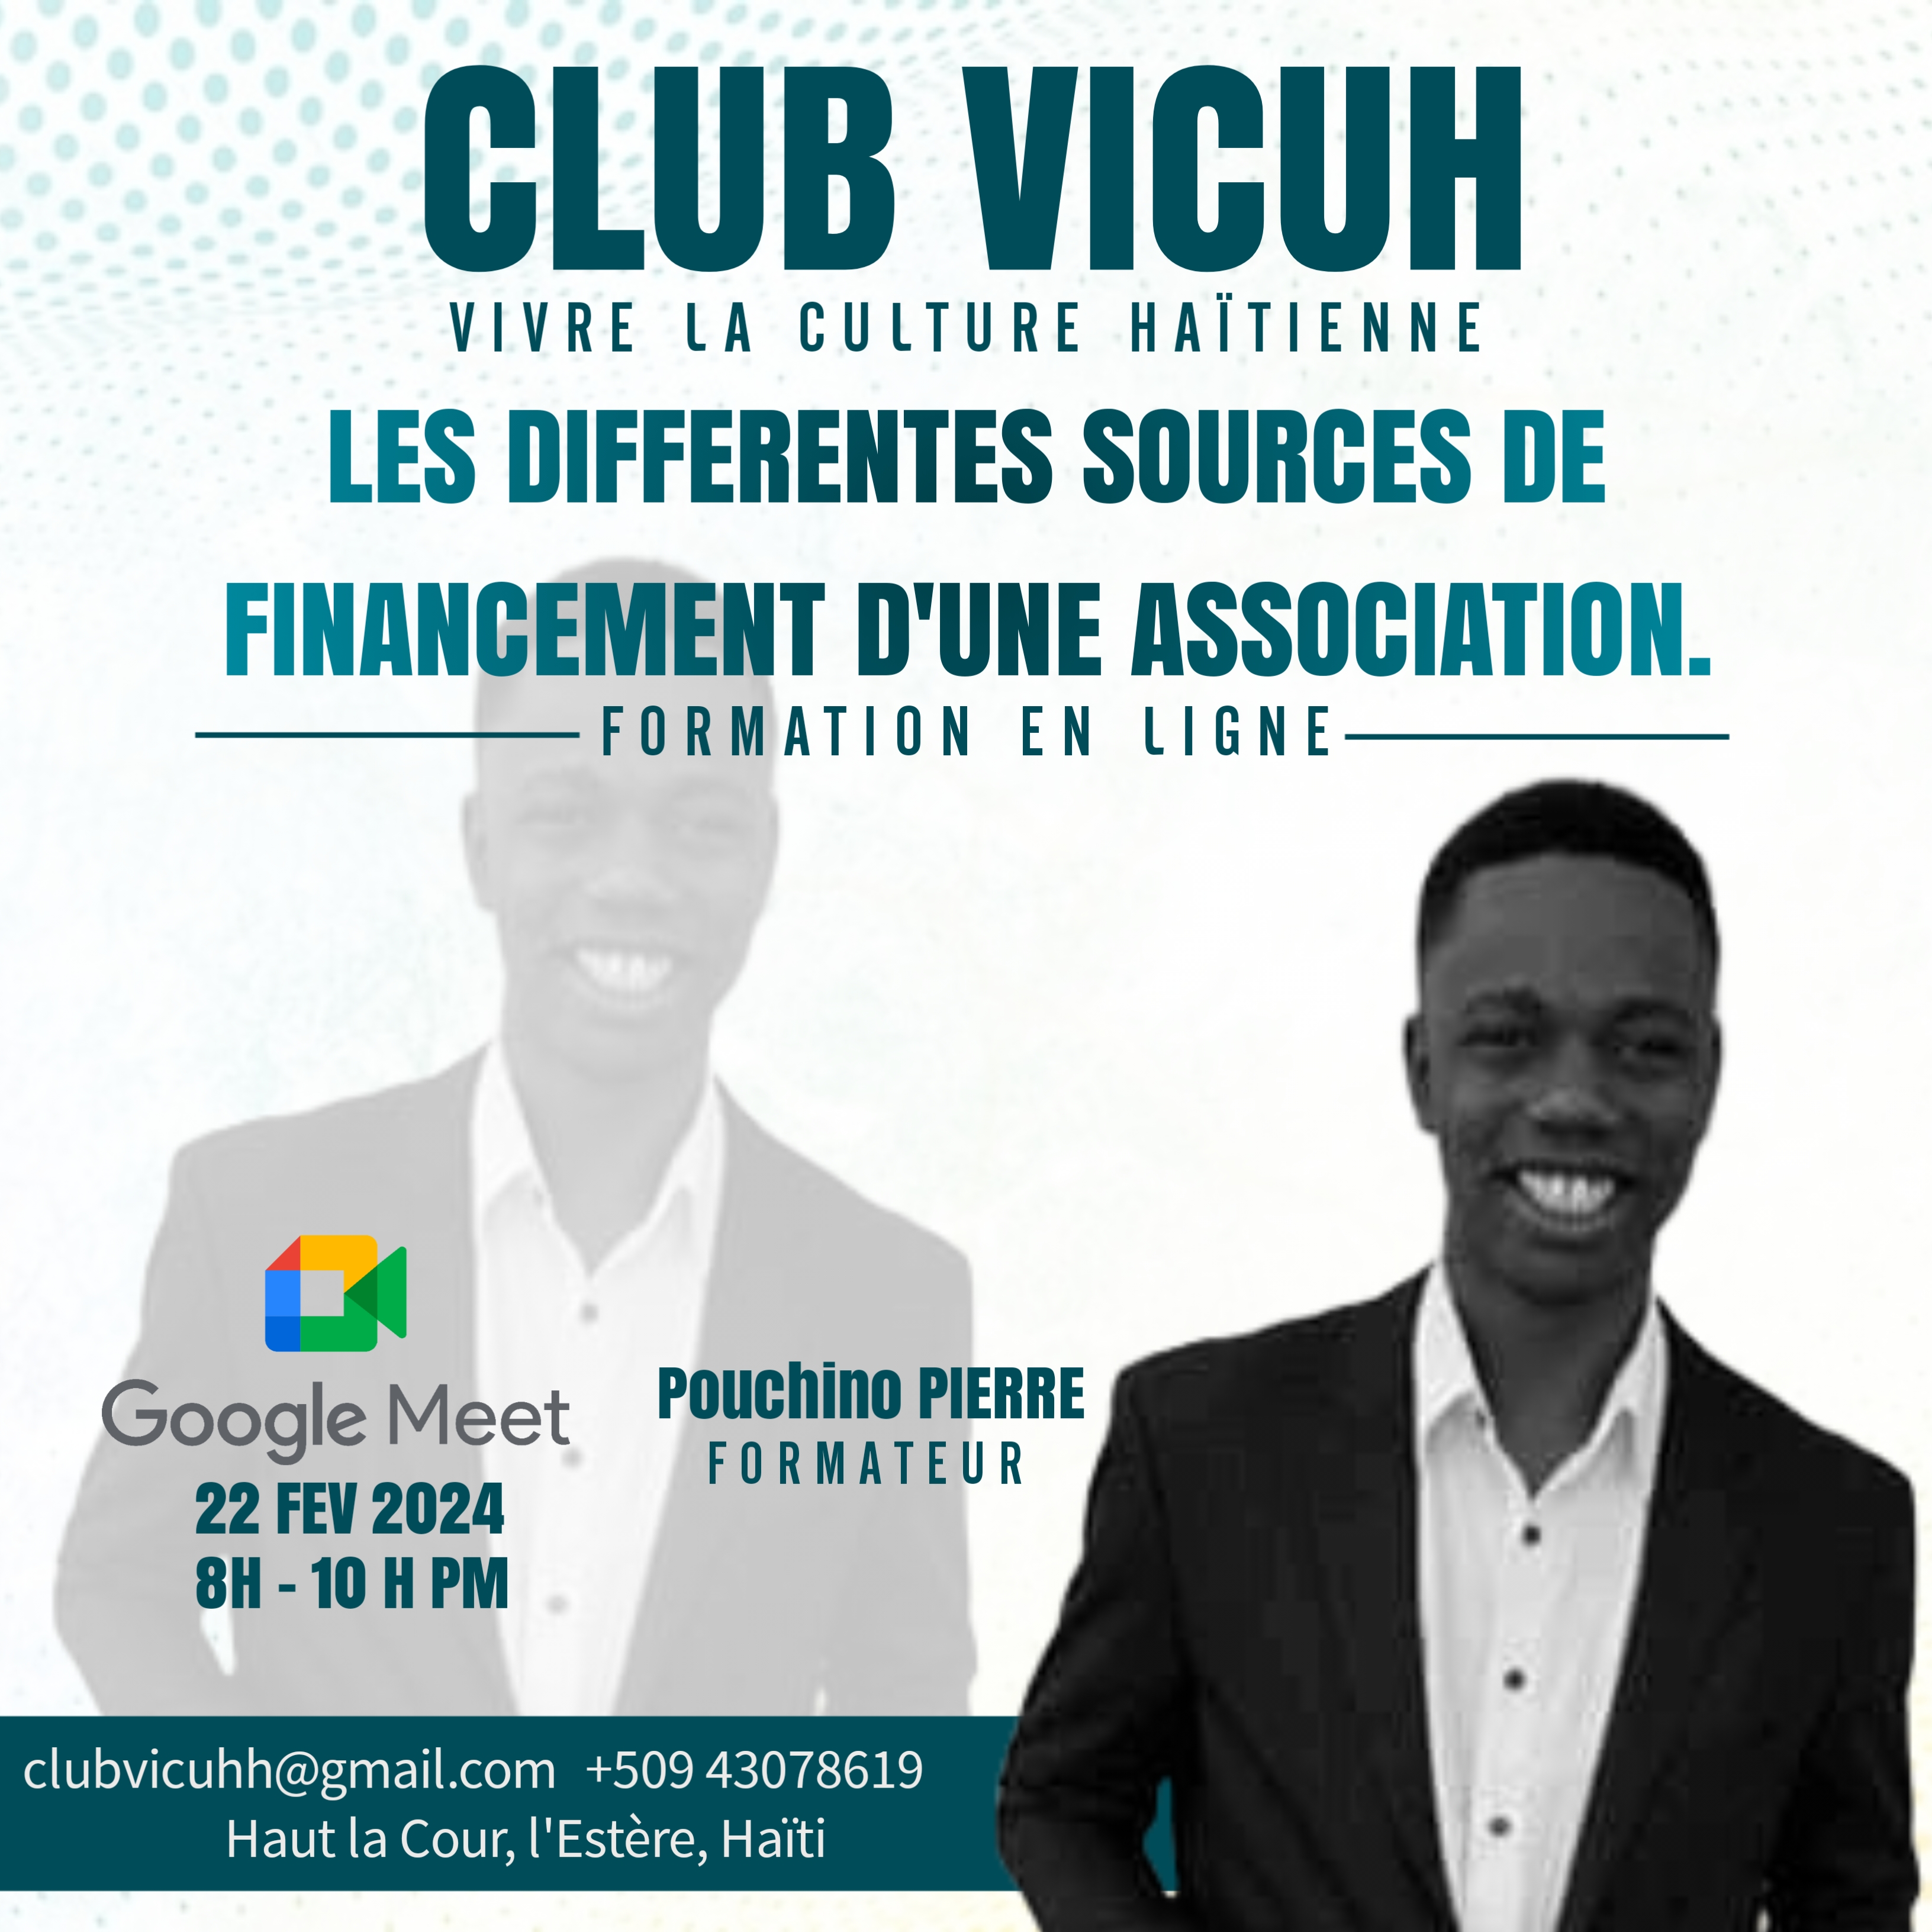 CLUB VICUH
VIVRE LA CULTURE HAÏTIENNE
LES DIFFERENTES SOURCES DE
FINANCEMENT D'UNE ASSOCIATION.
FORMATION EN LIGNE
Google Meet
22 FEV 2024
8H - 10 H PM
Pouchino PIERRE
FORMATEUR
clubvicuhh@gmail.com +509 43078619
Haut la Cour, l'Estère, Haïti